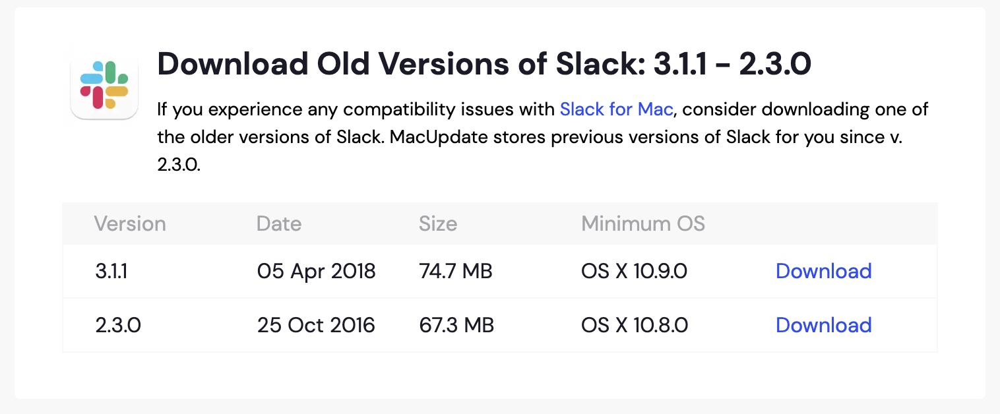 Download Old Versions of Slack: 3.1.1 – 2.3.0
If you experience any compatibility issues with Slack for Mac, consider downloading one of
the older versions of Slack. MacUpdate stores previous versions of Slack for you since v.
2.3.0.
Version Date Size Minimum OS
3.1.1 05 Apr 2018 74.7 MB OS X 10.9.0 Download
2.3.0 25 Oct 2016 67.3 MB OS X 10.8.0 Download